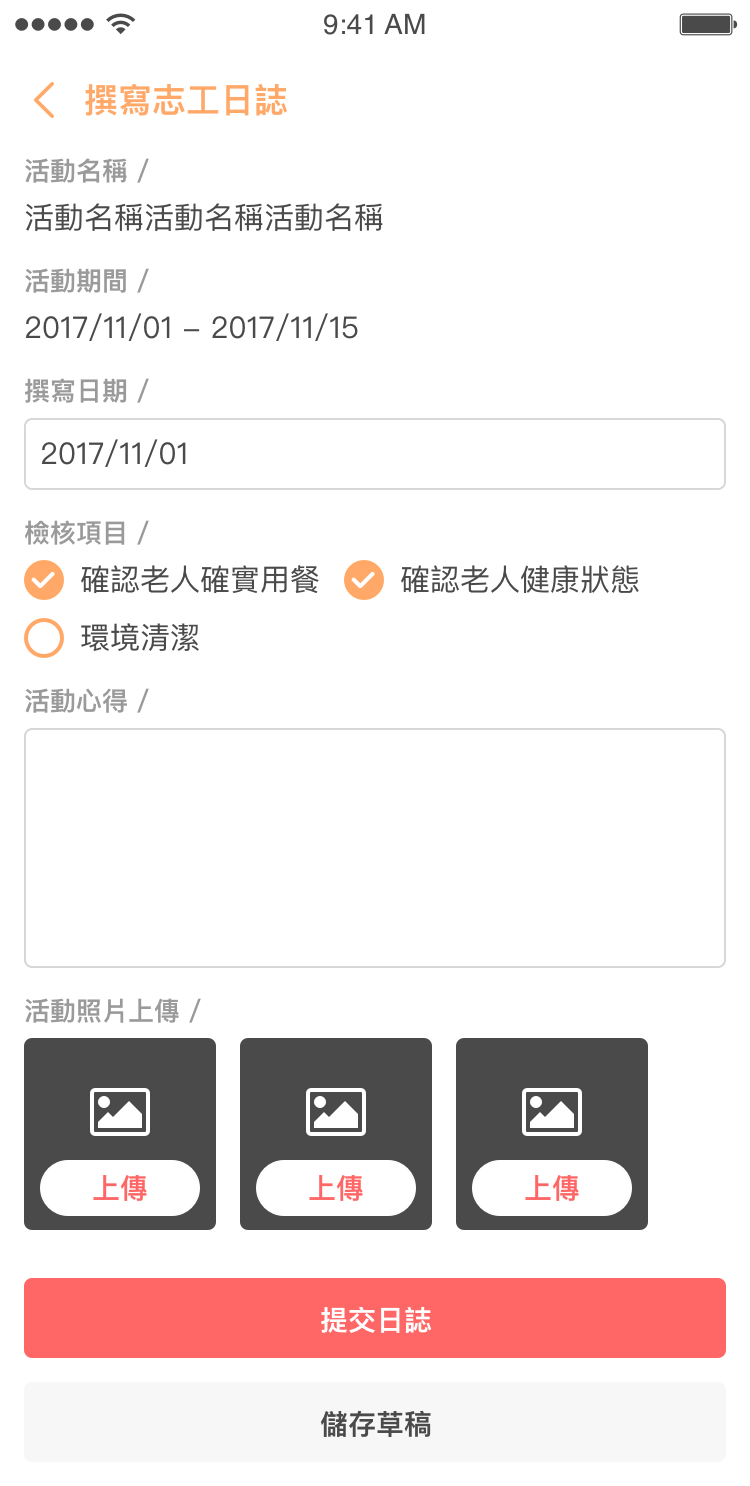 9:41 AM
撰寫志工日誌
活動名稱 /
活動名稱活動名稱活動名稱
活動期間 /
2017/11/01 – 2017/11/15
撰寫日期 /
2017/11/01
檢核項目 /
確認老人確實用餐 確認老人健康狀態
環境清潔
活動心得 /
活動照片上傳 /
上傳 上傳 上傳
提交日誌
儲存草稿